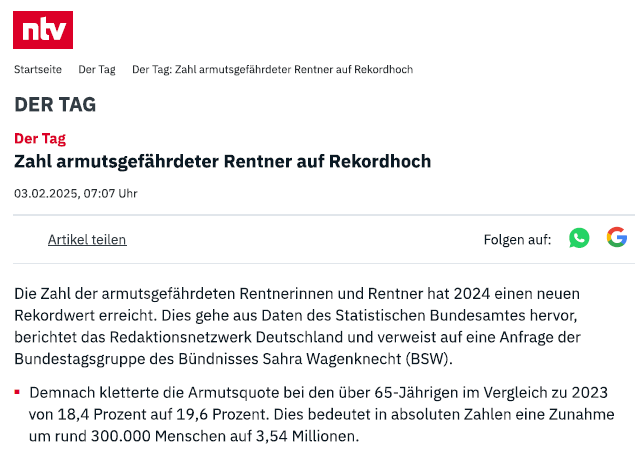 ntv
Startseite Der Tag Der Tag: Zahl armutsgefährdeter Rentner auf Rekordhoch
DER TAG
Der Tag
Zahl armutsgefährdeter Rentner auf Rekordhoch
03.02.2025, 07:07 Uhr
Artikel teilen Folgen auf:
Die Zahl der armutsgefährdeten Rentnerinnen und Rentner hat 2024 einen neuen
Rekordwert erreicht. Dies gehe aus Daten des Statistischen Bundesamtes hervor,
berichtet das Redaktionsnetzwerk Deutschland und verweist auf eine Anfrage der
Bundestagsgruppe des Bündnisses Sahra Wagenknecht (BSW).
Demnach kletterte die Armutsquote bei den über 65-Jährigen im Vergleich zu 2023
von 18,4 Prozent auf 19,6 Prozent. Dies bedeutet in absoluten Zahlen eine Zunahme
um rund 300.000 Menschen auf 3,54 Millionen.